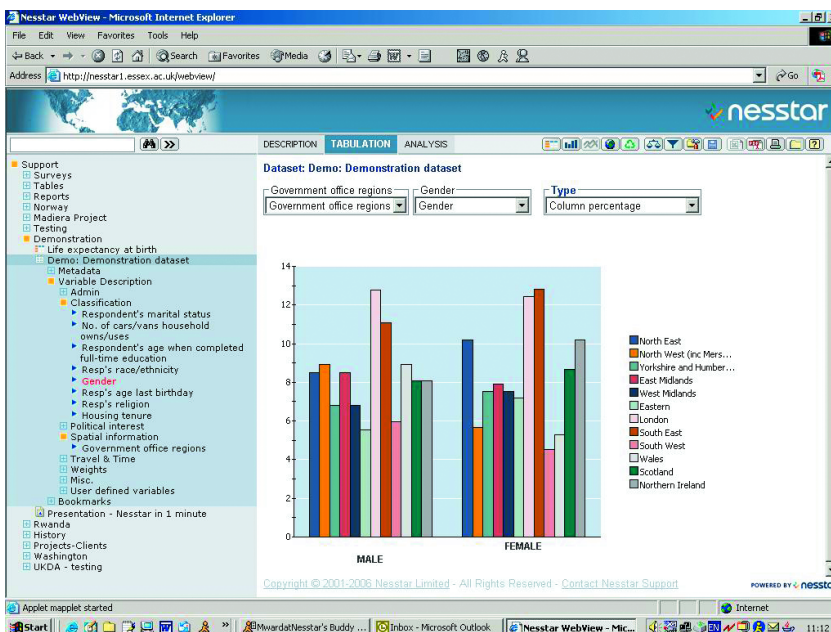 Nesstar WebView - Microsoft Internet Explorer
File Edit View Favorites Tools Help
Back Search Favorites Media
Address http://nesstar1.essex.ac.uk/webview/ Go
nesstar
DESCRIPTION TABULATION ANALYSIS
Support
Surveys
Tables
Reports
Norway
Madiera Project
Testing
Demonstration
Life expectancy at birth
Demo: Demonstration dataset
Metadata
Variable Description
Admin
Classification
Respondent's marital status
No. of cars/vans household
owns/uses
Respondent's age when completed
full-time education
Resp's race/ethnicity
Gender
Resp's age last birthday
Resp's religion
Housing tenure
Political interest
Spatial information
Government office regions
Travel & Time
Weights
Misc.
User defined variables
Bookmarks
Presentation - Nesstar in 1 minute
Rwanda
History
Projects-Clients
Washington
UKDA - testing
Dataset: Demo: Demonstration dataset
Government office regions Gender Type
Government office regions Gender Column percentage
14
12
10
8
6
4
2
0
MALE
FEMALE
North East
North West (inc Mers...
Yorkshire and Humber...
East Midlands
West Midlands
Eastern
London
South East
South West
Wales
Scotland
Northern Ireland
Copyright © 2001-2006 Nesstar Limited - All Rights Reserved - Contact Nesstar Support
POWERED BY nesstc
Applet mapplet started Internet
Start » MwardatNesstar's Buddy ... Inbox - Microsoft Outlook Nesstar WebView - Mic... EN 11:12